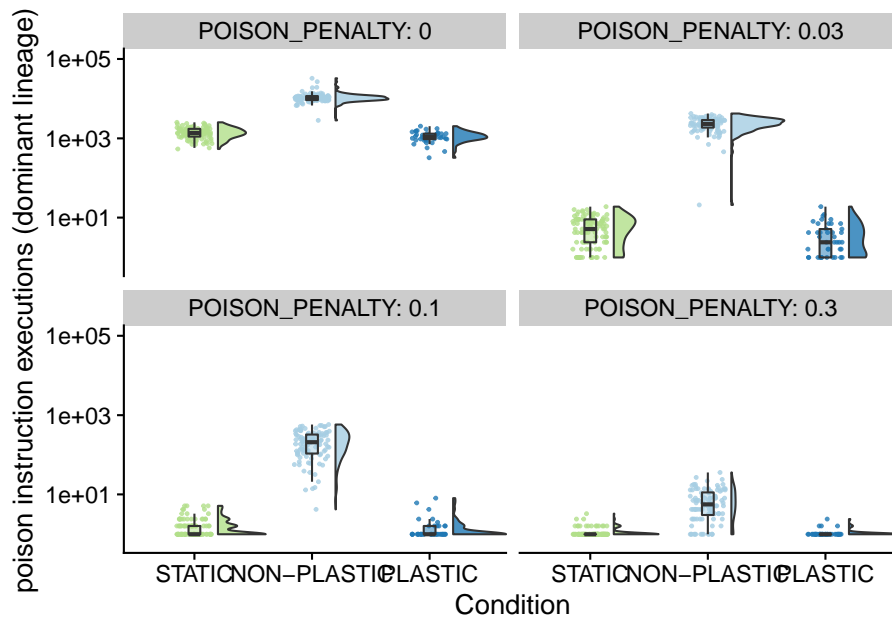 POISON_PENALTY: 0
POISON_PENALTY: 0.03
1e+05
1e+03
1e+01
POISON_PENALTY: 0.1
POISON_PENALTY: 0.3
1e+05
1e+03
1e+01
STATIC
NON−PLASTIC
PLASTIC
STATIC
NON−PLASTIC
PLASTIC
Condition
poison instruction executions (dominant lineage)